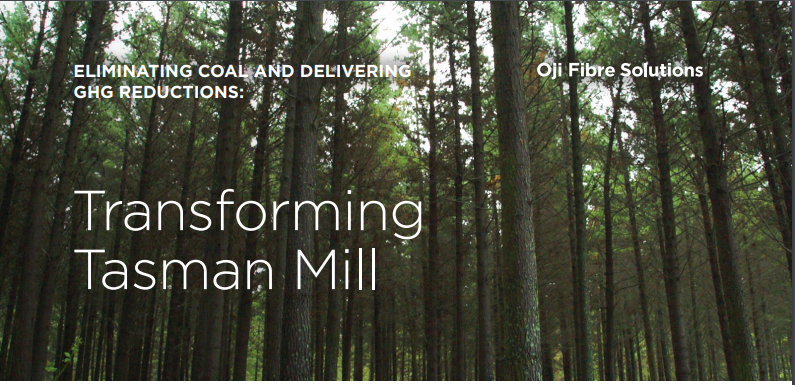 ELIMINATING COAL AND DELIVERING
GHG REDUCTIONS:
Oji Fibre Solutions
Transforming
Tasman Mill